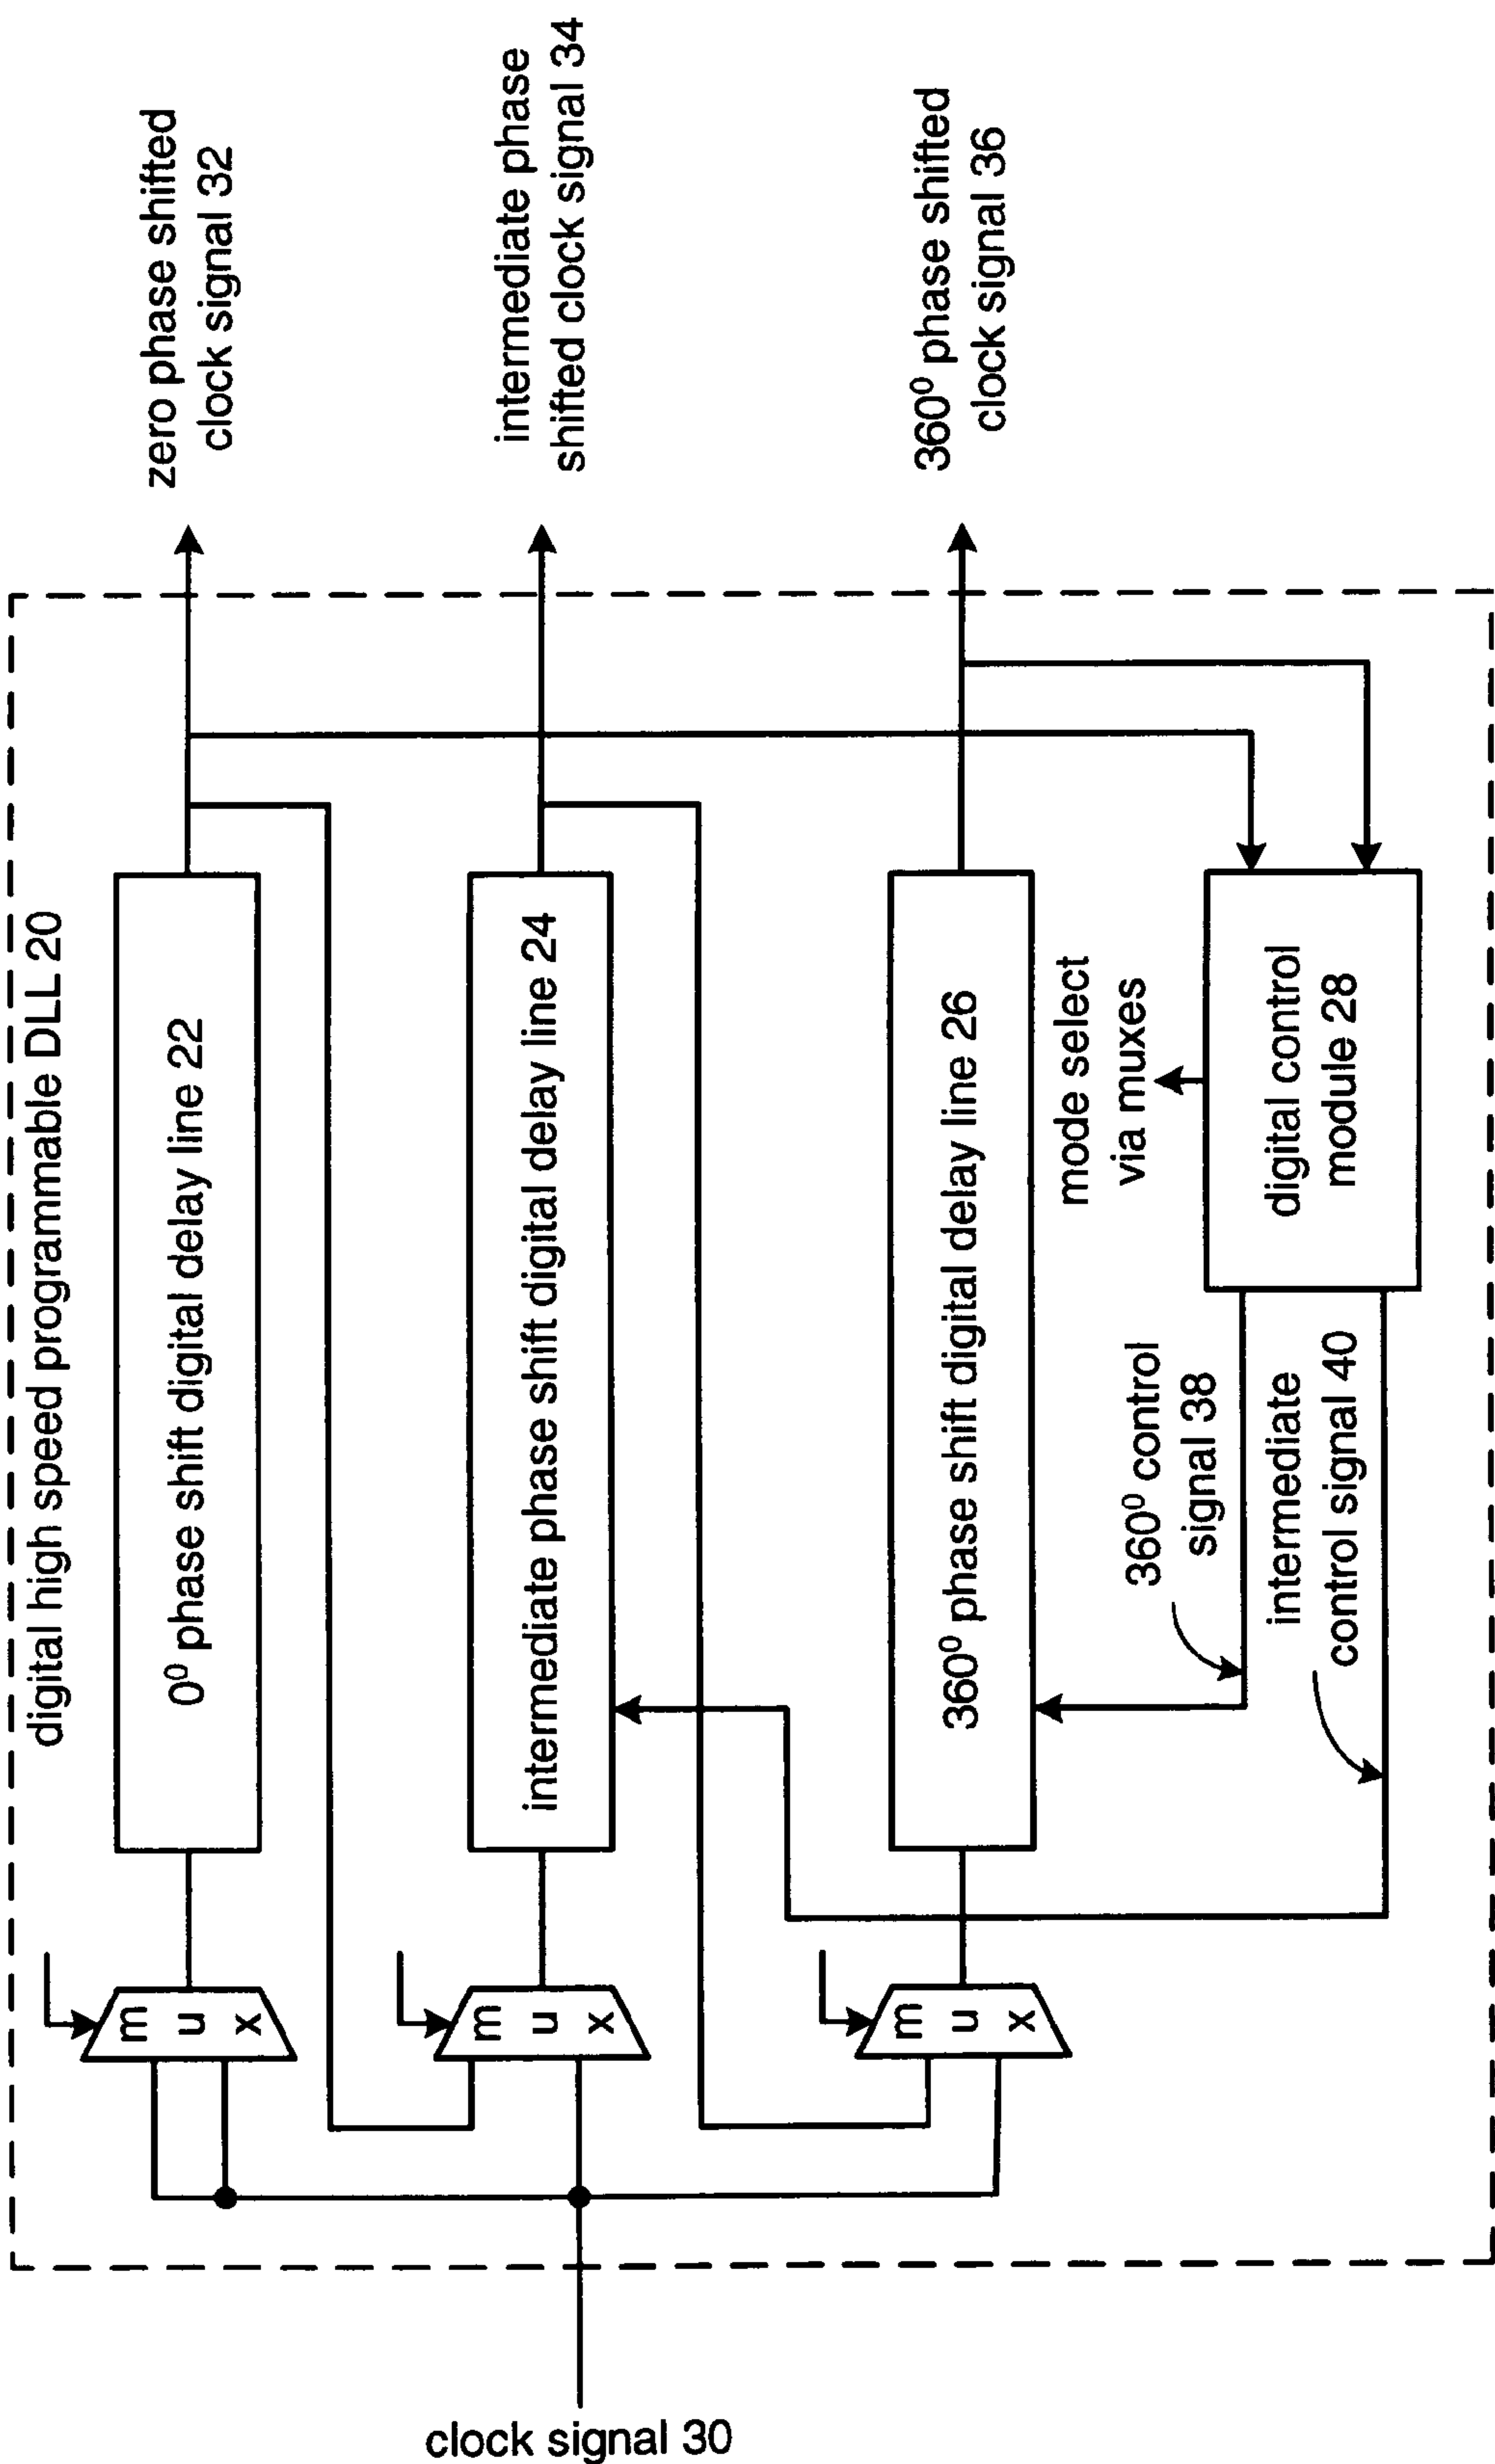 digital high speed programmable DLL 20
0⁰ phase shift digital delay line 22
zero phase shifted
clock signal 32
m
u
x
intermediate phase shift digital delay line 24
intermediate phase
shifted clock signal 34
m
u
x
clock signal 30
360⁰ phase shift digital delay line 26
360⁰ phase shifted
clock signal 36
m
u
x
mode select
via muxes
360⁰ control
signal 38
digital control
module 28
intermediate
control signal 40